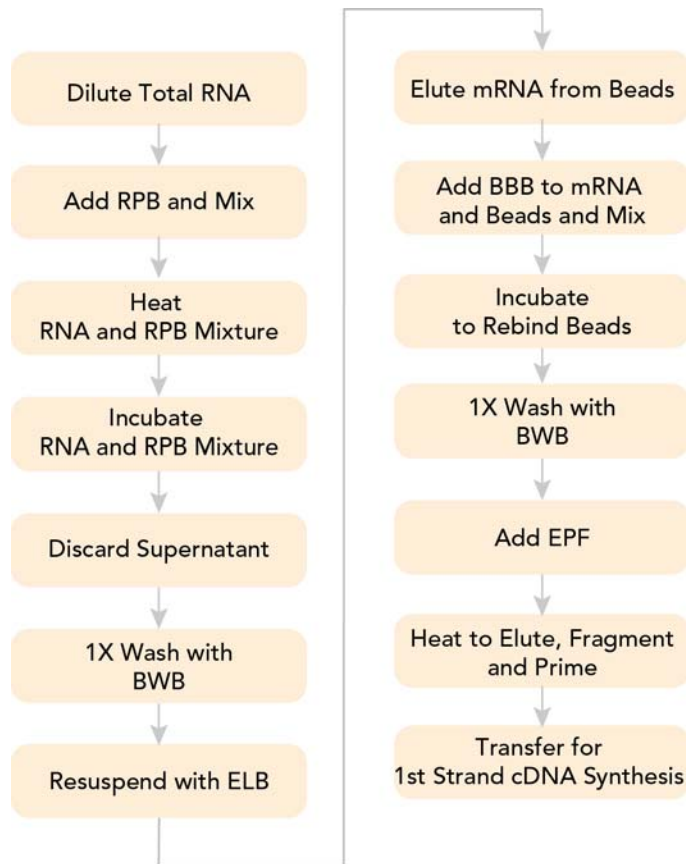 Dilute Total RNA
Add RPB and Mix
Heat
RNA and RPB Mixture
Incubate
RNA and RPB Mixture
Discard Supernatant
1X Wash with
BWB
Resuspend with ELB
Elute mRNA from Beads
Add BBB to mRNA
and Beads and Mix
Incubate
to Rebind Beads
1X Wash with
BWB
Add EPF
Heat to Elute, Fragment
and Prime
Transfer for
1st Strand cDNA Synthesis